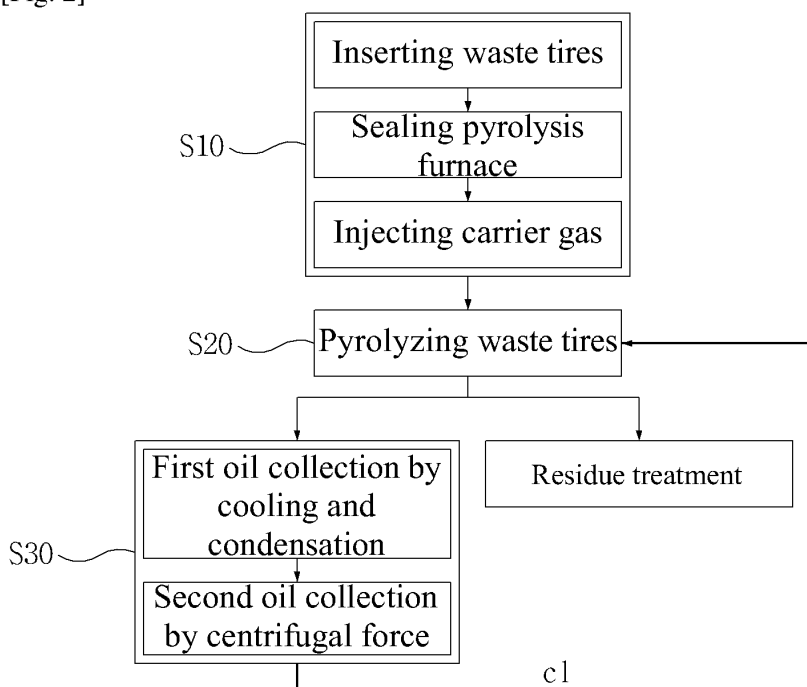 [Fig. 2]
Inserting waste tires
S10
Sealing pyrolysis
furnace
Injecting carrier gas
S20
Pyrolyzing waste tires
First oil collection by
cooling and
condensation
Residue treatment
S30
Second oil collection
by centrifugal force
c1